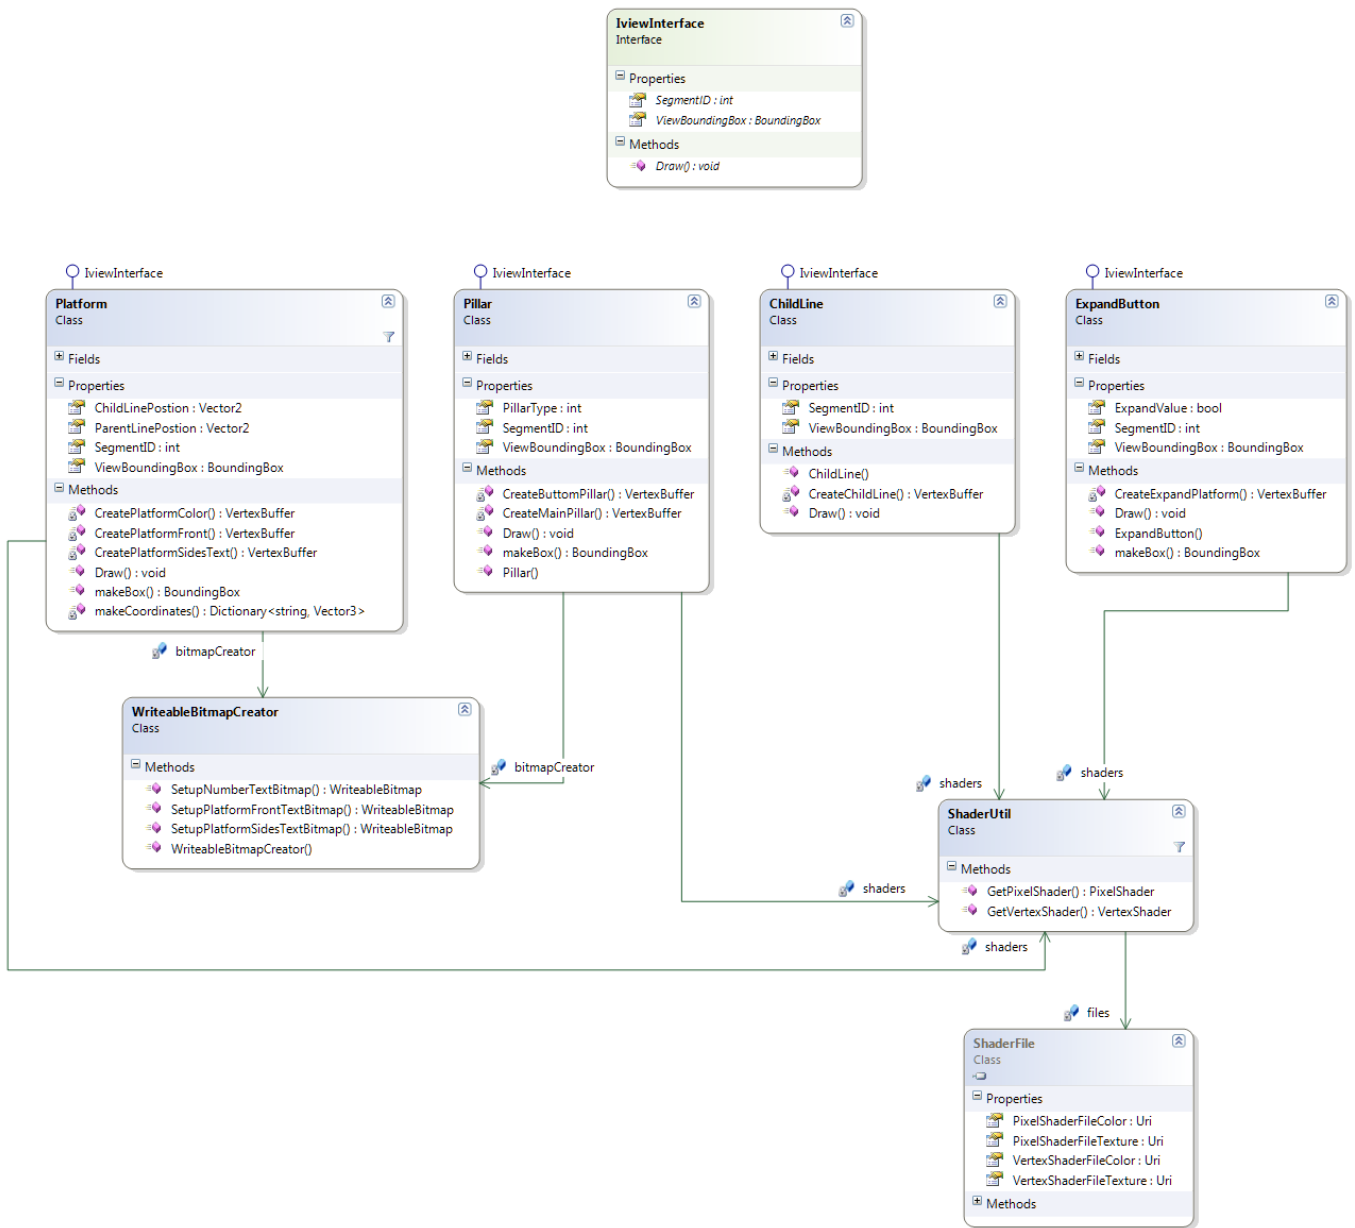 IviewInterface
Interface
Properties
SegmentID : int
ViewBoundingBox : BoundingBox
Methods
Draw() : void
IviewInterface
Platform
Class
Fields
Properties
ChildLinePostion : Vector2
ParentLinePostion : Vector2
SegmentID : int
ViewBoundingBox : BoundingBox
Methods
CreatePlatformColor() : VertexBuffer
CreatePlatformFront() : VertexBuffer
CreatePlatformSidesText() : VertexBuffer
Draw() : void
makeBox() : BoundingBox
makeCoordinates() : Dictionary<string, Vector3>
IviewInterface
Pillar
Class
Fields
Properties
PillarType : int
SegmentID : int
ViewBoundingBox : BoundingBox
Methods
CreateButtomPillar() : VertexBuffer
CreateMainPillar() : VertexBuffer
Draw() : void
makeBox() : BoundingBox
Pillar()
IviewInterface
ChildLine
Class
Fields
Properties
SegmentID : int
ViewBoundingBox : BoundingBox
Methods
ChildLine()
CreateChildLine() : VertexBuffer
Draw() : void
IviewInterface
ExpandButton
Class
Fields
Properties
ExpandValue : bool
SegmentID : int
ViewBoundingBox : BoundingBox
Methods
CreateExpandPlatform() : VertexBuffer
Draw() : void
ExpandButton()
makeBox() : BoundingBox
bitmapCreator
WriteableBitmapCreator
Class
Methods
SetupNumberTextBitmap() : WriteableBitmap
SetupPlatformFrontTextBitmap() : WriteableBitmap
SetupPlatformSidesTextBitmap() : WriteableBitmap
WriteableBitmapCreator()
bitmapCreator
shaders
shaders
ShaderUtil
Class
Methods
GetPixelShader() : PixelShader
GetVertexShader() : VertexShader
shaders
shaders
files
ShaderFile
Class
Properties
PixelShaderFileColor : Uri
PixelShaderFileTexture : Uri
VertexShaderFileColor : Uri
VertexShaderFileTexture : Uri
Methods